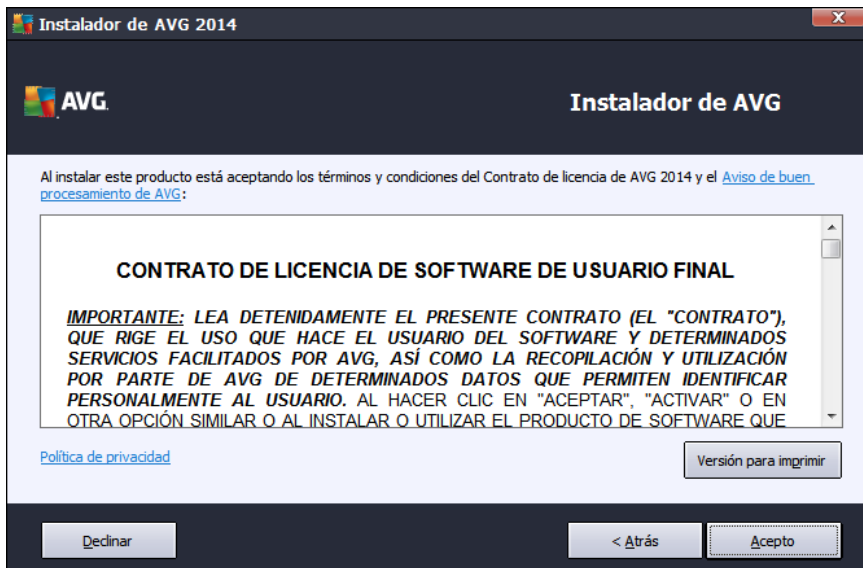 Instalador de AVG 2014
AVG.
Instalador de AVG
Al instalar este producto está aceptando los términos y condiciones del Contrato de licencia de AVG 2014 y el Aviso de buen
procesamiento de AVG:
CONTRATO DE LICENCIA DE SOFTWARE DE USUARIO FINAL
IMPORTANTE: LEA DETENIDAMENTE EL PRESENTE CONTRATO (EL "CONTRATO"),
QUE RIGE EL USO QUE HACE EL USUARIO DEL SOFTWARE Y DETERMINADOS
SERVICIOS FACILITADOS POR AVG, ASÍ COMO LA RECOPILACIÓN Y UTILIZACIÓN
POR PARTE DE AVG DE DETERMINADOS DATOS QUE PERMITEN IDENTIFICAR
PERSONALMENTE AL USUARIO. AL HACER CLIC EN "ACEPTAR", "ACTIVAR" O EN
OTRA OPCIÓN SIMILAR O AL INSTALAR O UTILIZAR EL PRODUCTO DE SOFTWARE QUE
Política de privacidad
Versión para imprimir
Declinar
< Atrás
Acepto